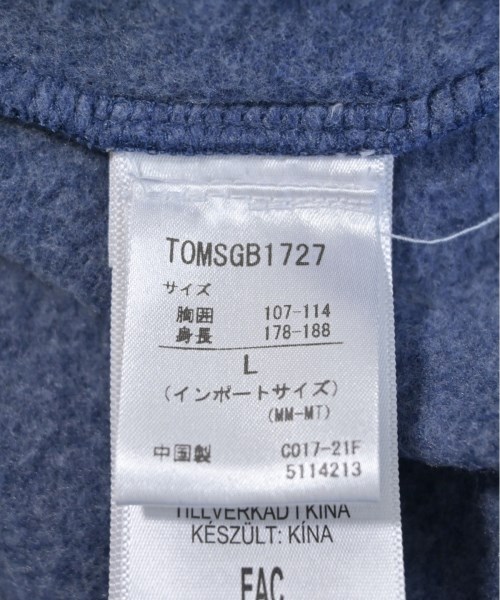 TOMSGB1727
サイズ
胸囲 107-114
身長 178-188
L
(インポートサイズ)
(MM-MT)
中国製 C017-21F
5114213
TILLVERKAD I KINA
KÉSZÜLT: KÍNA
EAC